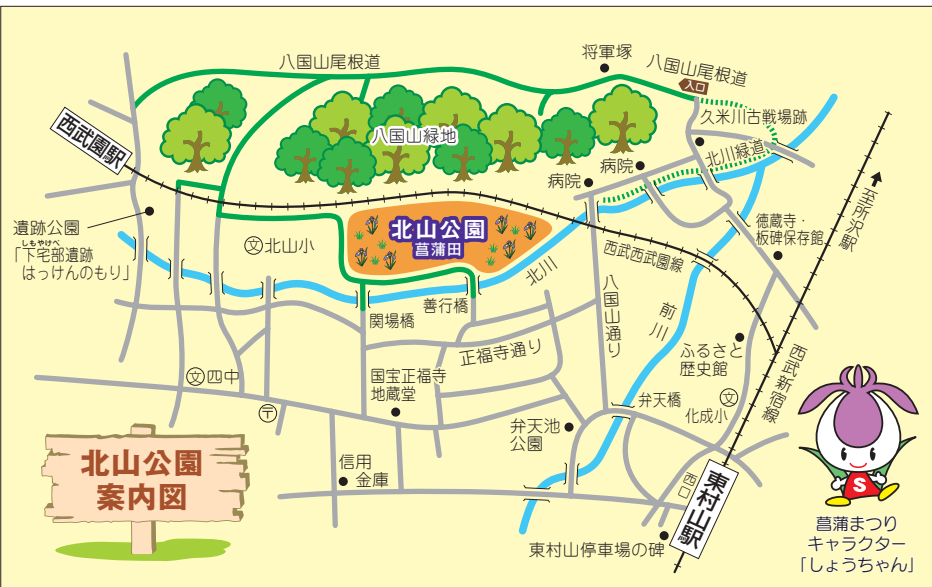 八国山尾根道
将軍塚
八国山尾根道
入口
久米川古戦場跡
西武園駅
八国山緑地
病院
病院
北川緑道
至所沢駅
遺跡公園
しもやけべ
「下宅部遺跡
はっけんのもり」
文北山小
北山公園
菖蒲田
徳蔵寺・
板碑保存館
北川
西武西武園線
関場橋
善行橋
八国山通り
前川
正福寺通り
ふるさと
歴史館
西武新宿線
文四中
国宝正福寺
地蔵堂
〒
弁天橋
文
化成小
弁天池
公園
北山公園
案内図
信用
金庫
西口
東村山駅
S
東村山停車場の碑
菖蒲まつり
キャラクター
「しょうちゃん」